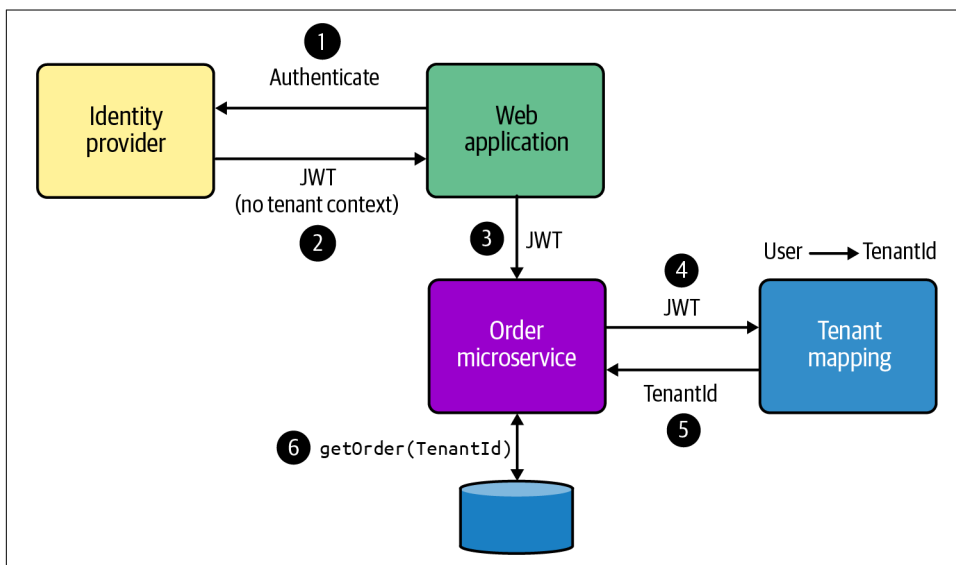 1
Authenticate
Identity
provider
Web
application
JWT
(no tenant context)
2
3
JWT
User
TenantId
4
JWT
Order
microservice
Tenant
mapping
TenantId
5
6
getOrder(TenantId)